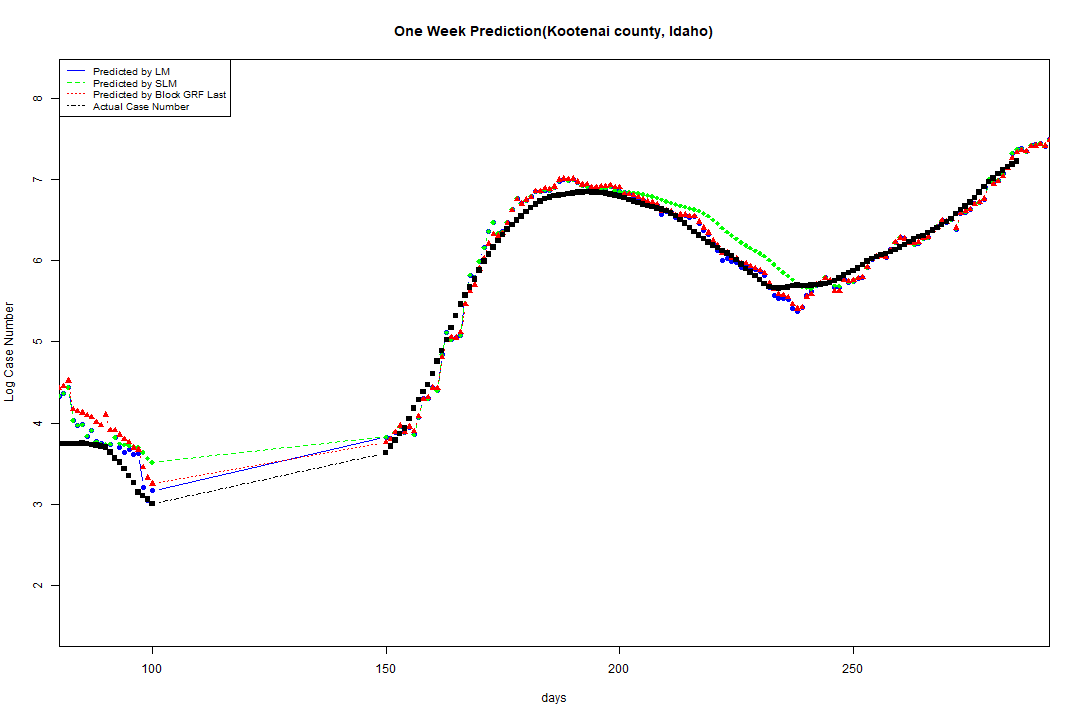 One Week Prediction(Kootenai county, Idaho)
Predicted by LM
Predicted by SLM
Predicted by Block GRF Last
Actual Case Number
8
7
6
5
4
3
2
Log Case Number
100 150 200 250
days